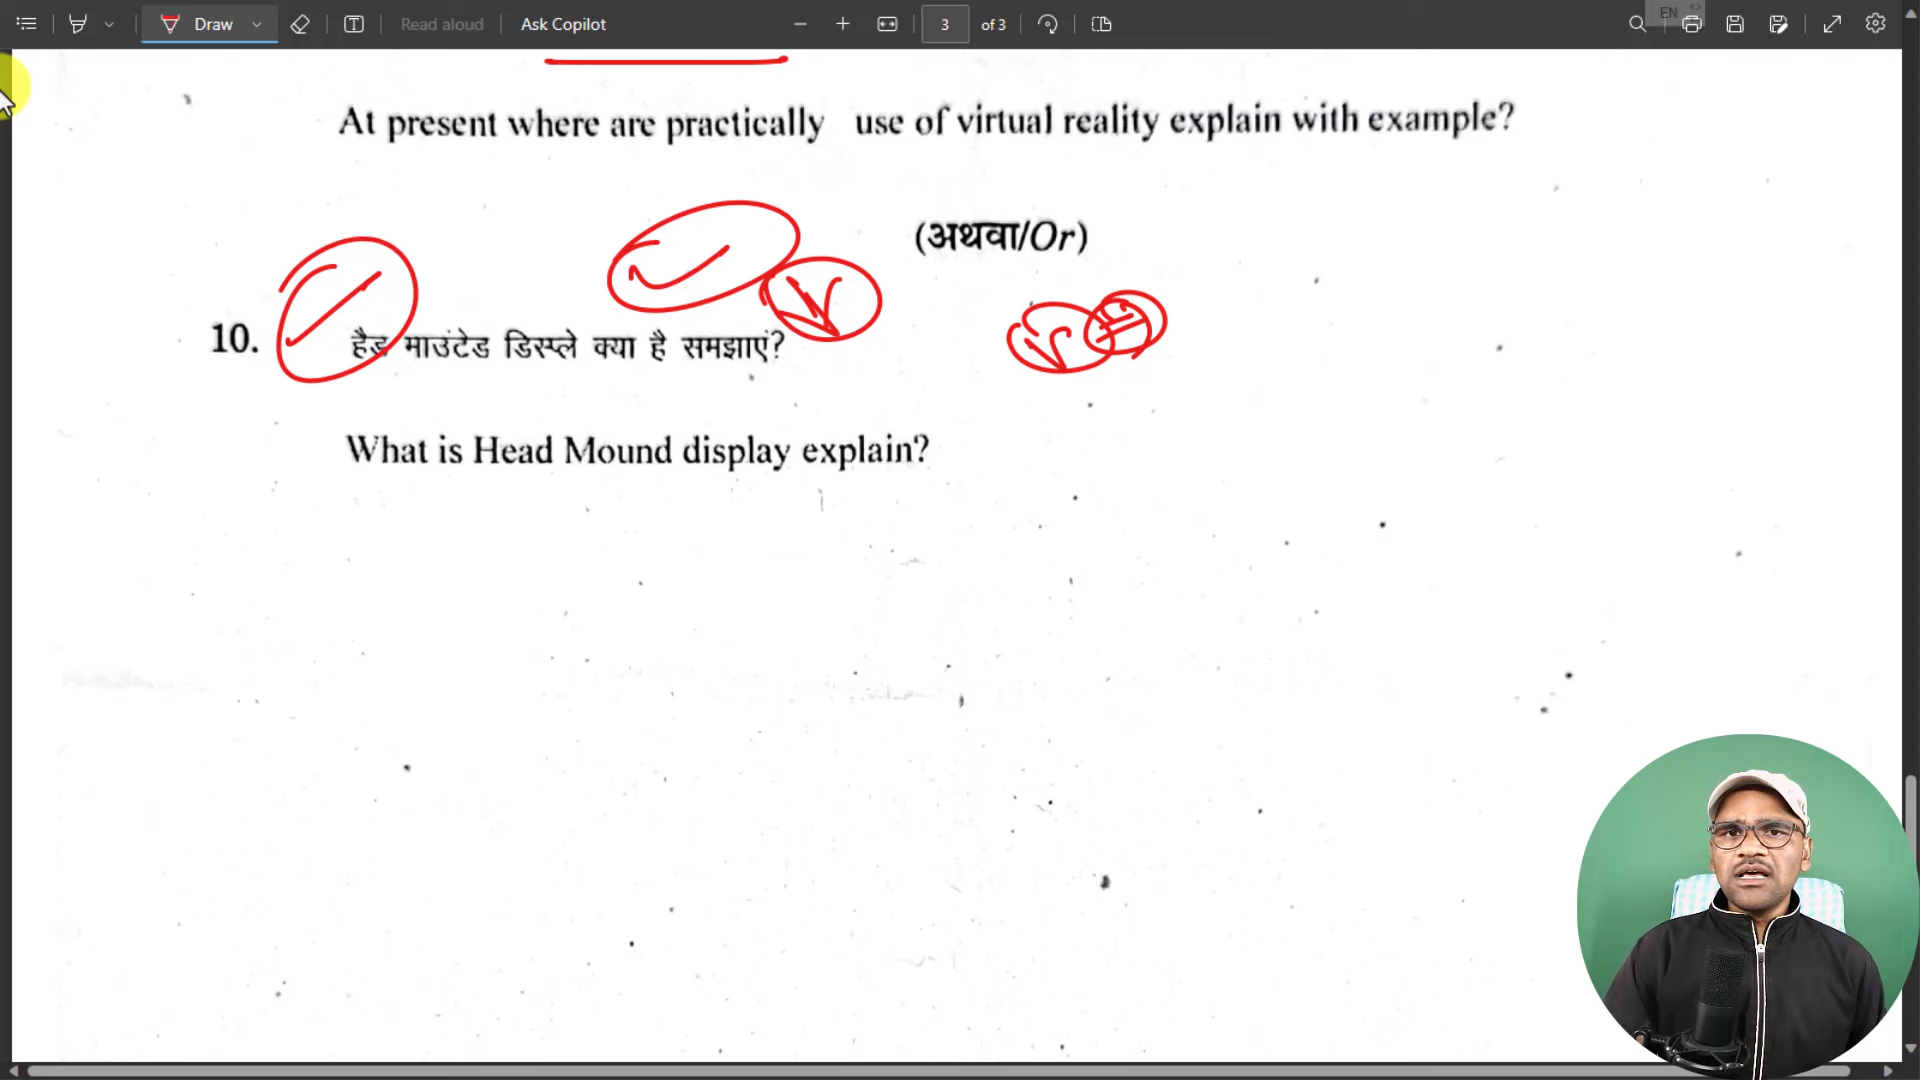 Draw
Read aloud
Ask Copilot
3
of 3
EN
At present where are practically use of virtual reality explain with example?
(अथवा/Or)
10. हैड माउंटेड डिस्प्ले क्या है समझाएं?
What is Head Mound display explain?